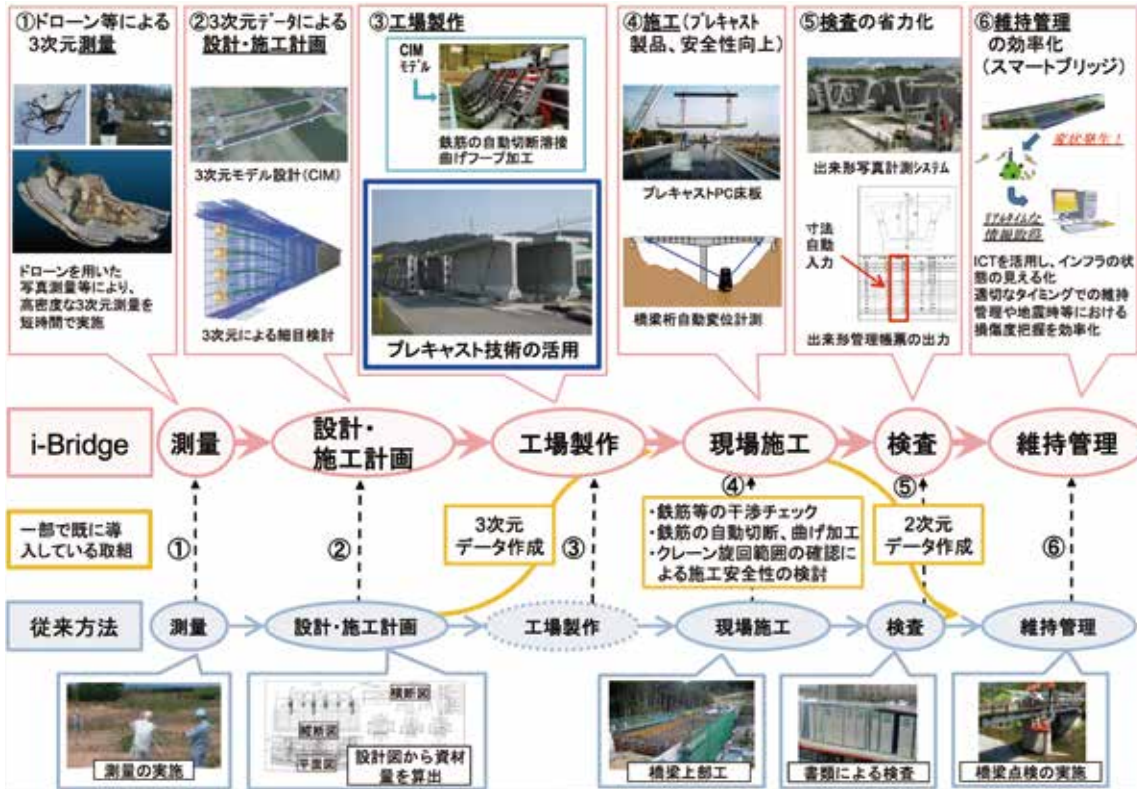 ①ドローン等による
3次元測量
ドローンを用いた
写真測量等により、
高密度な3次元測量を
短時間で実施
②3次元データによる
設計・施工計画
3次元モデル設計(CIM)
3次元による細目検討
③工場製作
CIM
モデル
鉄筋の自動切断溶接
曲げフープ加工
プレキャスト技術の活用
④施工(プレキャスト
製品、安全性向上)
プレキャストPC床板
橋梁桁自動変位計測
⑤検査の省力化
出来形写真計測システム
寸法
自動
入力
出来形管理帳票の出力
⑥維持管理
の効率化
(スマートブリッジ)
変状発生!
リアルタイムな
情報取得
ICTを活用し、インフラの状
態の見える化
適切なタイミングでの維持
管理や地震時等における
損傷度把握を効率化
i-Bridge
測量
設計・
施工計画
工場製作
現場施工
検査
維持管理
一部で既に導
入している取組
①
②
3次元
データ作成
③
④
・鉄筋等の干渉チェック
・鉄筋の自動切断、曲げ加工
・クレーン旋回範囲の確認に
よる施工安全性の検討
⑤
2次元
データ作成
⑥
従来方法
測量
設計・施工計画
工場製作
現場施工
検査
維持管理
測量の実施
横断図
縦断図
平面図
設計図から資材
量を算出
橋梁上部工
書類による検査
橋梁点検の実施